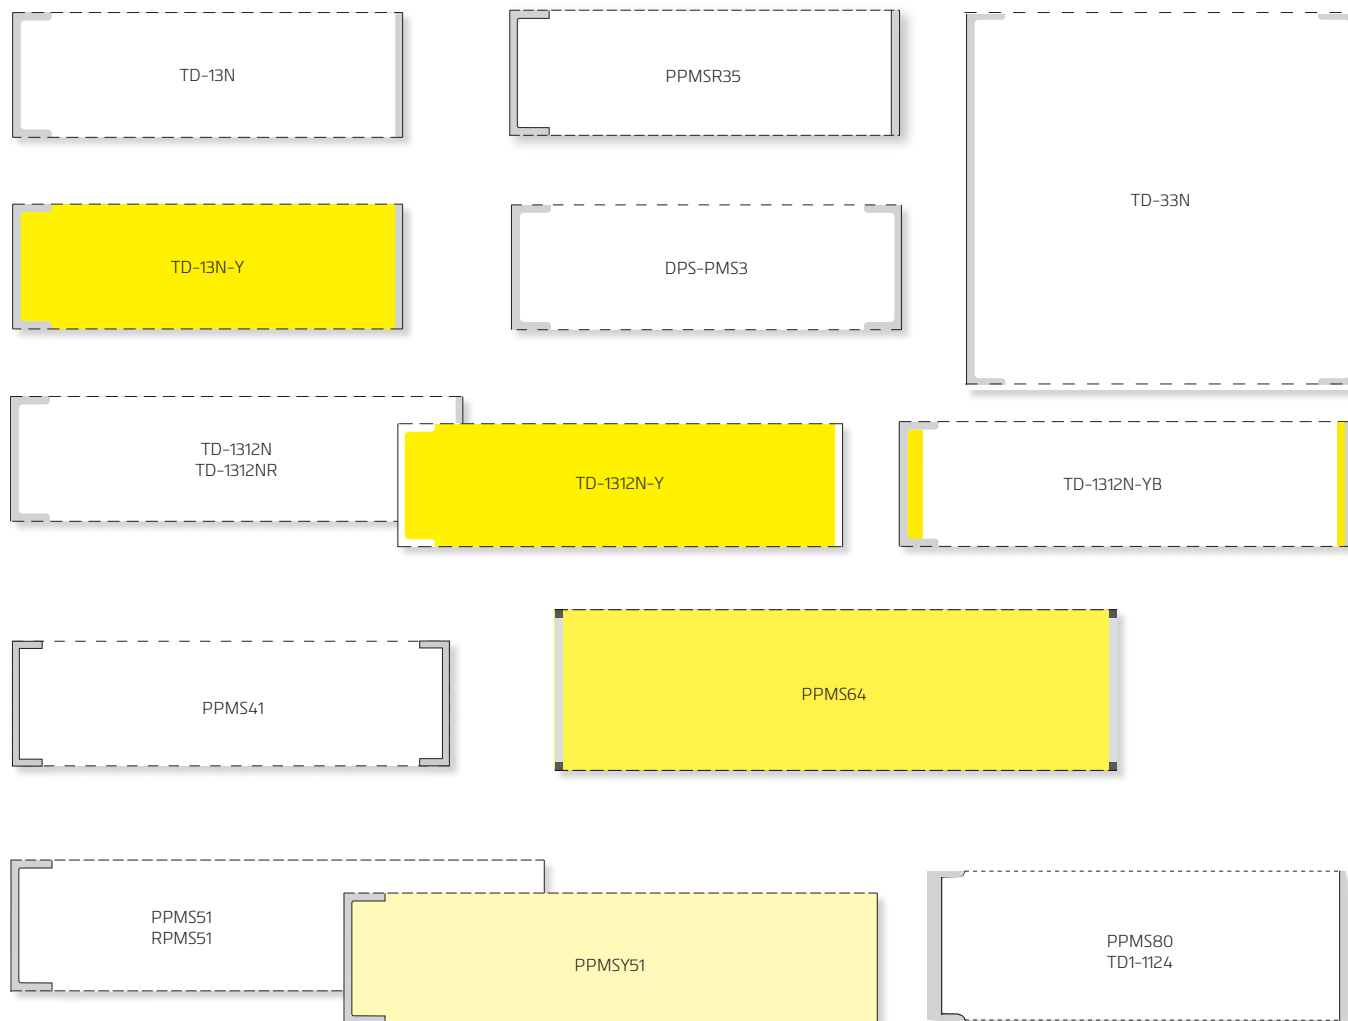 TD-13N
PPMSR35
TD-33N
TD-13N-Y
DPS-PMS3
TD-1312N
TD-1312NR
TD-1312N-Y
TD-1312N-YB
PPMS41
PPMS64
PPMS51
RPMS51
PPMSY51
PPMS80
TD1-1124